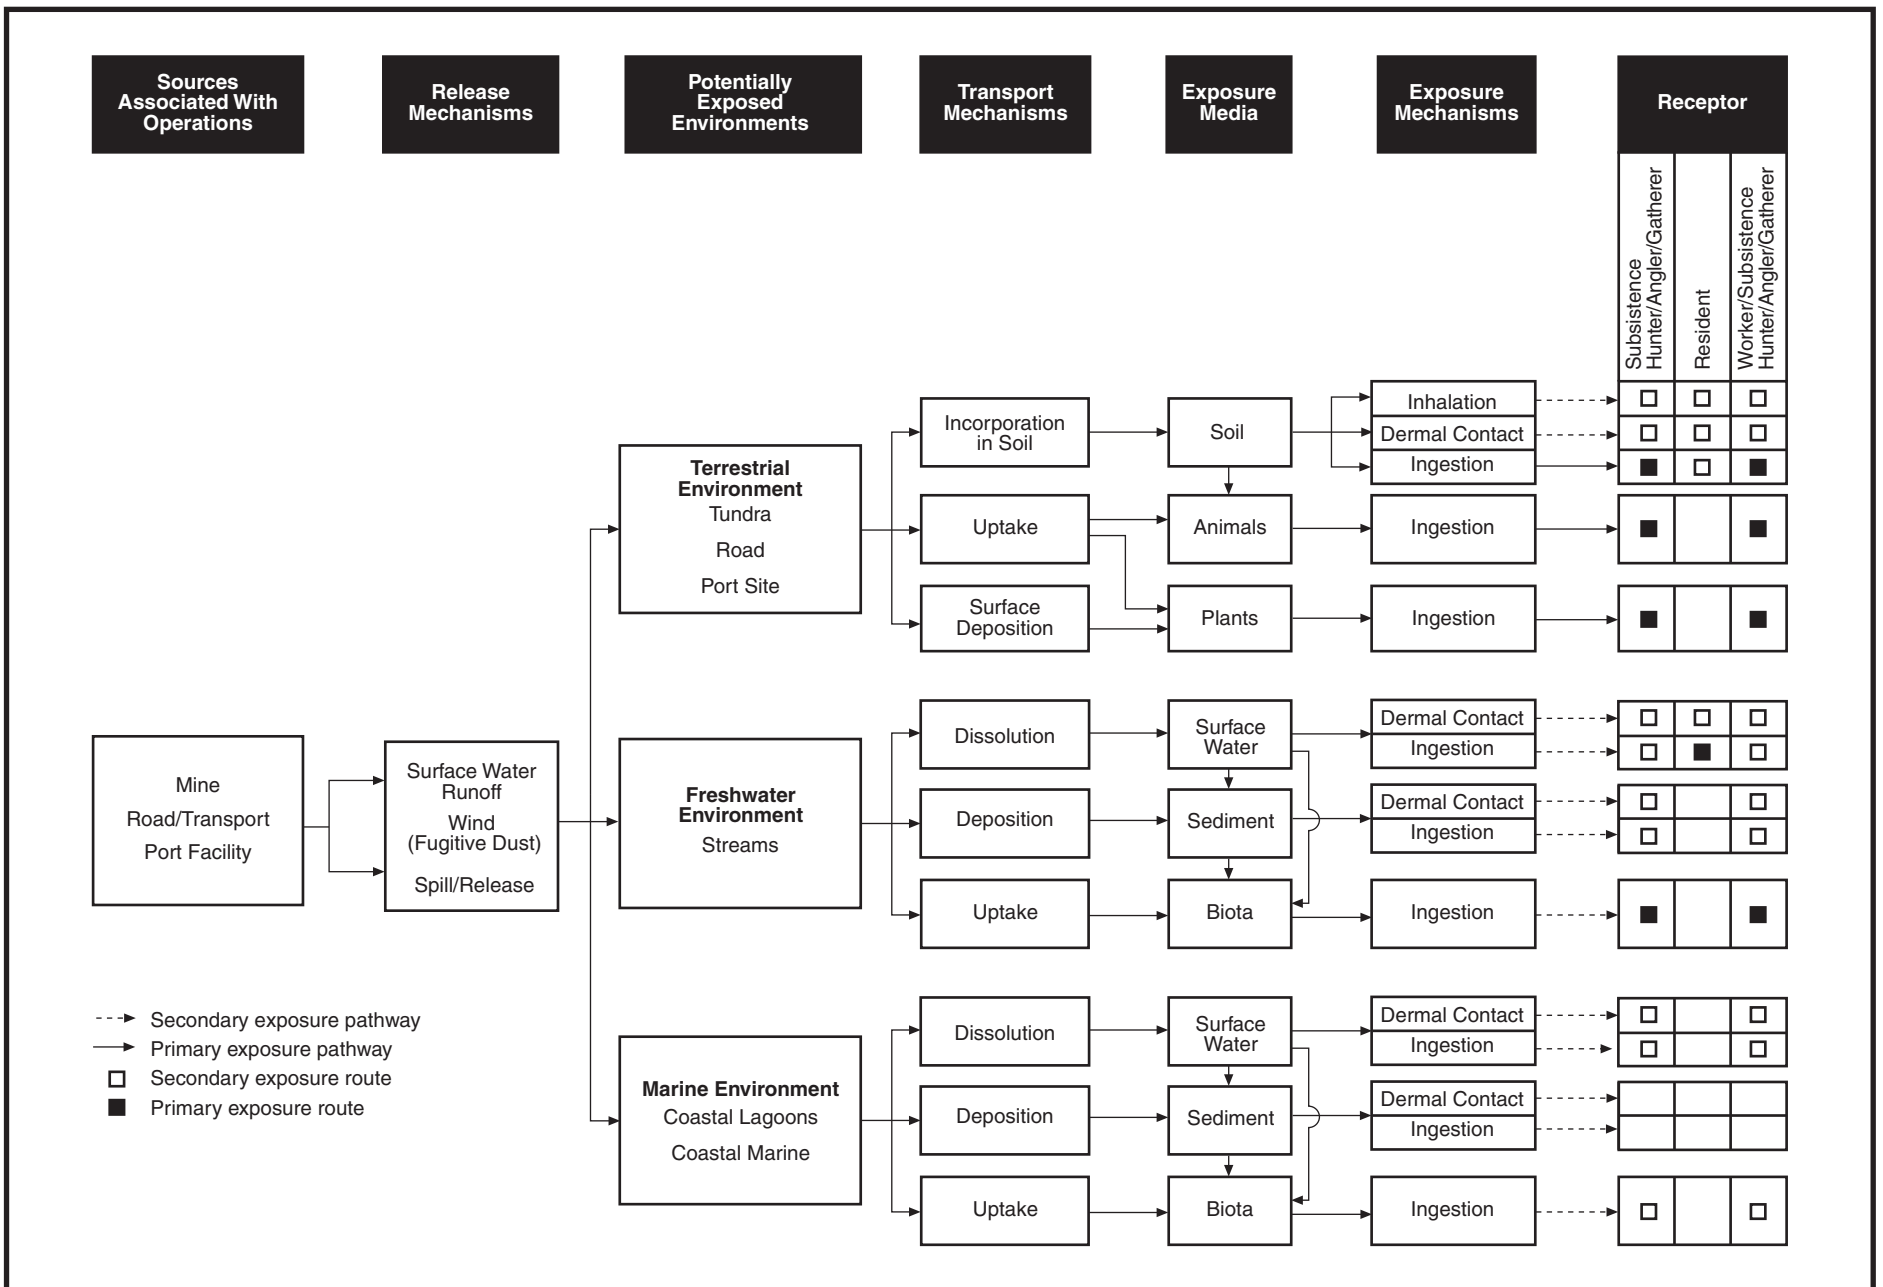 Sources
Associated With
Operations
Release
Mechanisms
Potentially
Exposed
Environments
Transport
Mechanisms
Exposure
Media
Exposure
Mechanisms
Receptor
Subsistence
Hunter/Angler/Gatherer
Resident
Worker/Subsistence
Hunter/Angler/Gatherer
Mine
Road/Transport
Port Facility
Surface Water
Runoff
Wind
(Fugitive Dust)
Spill/Release
Terrestrial
Environment
Tundra
Road
Port Site
Incorporation
in Soil
Soil
Inhalation
Dermal Contact
Ingestion
Uptake
Animals
Ingestion
Surface
Deposition
Plants
Ingestion
Freshwater
Environment
Streams
Dissolution
Surface
Water
Dermal Contact
Ingestion
Deposition
Sediment
Dermal Contact
Ingestion
Uptake
Biota
Ingestion
Marine Environment
Coastal Lagoons
Coastal Marine
Dissolution
Surface
Water
Dermal Contact
Ingestion
Deposition
Sediment
Dermal Contact
Ingestion
Uptake
Biota
Ingestion
Secondary exposure pathway
Primary exposure pathway
Secondary exposure route
Primary exposure route